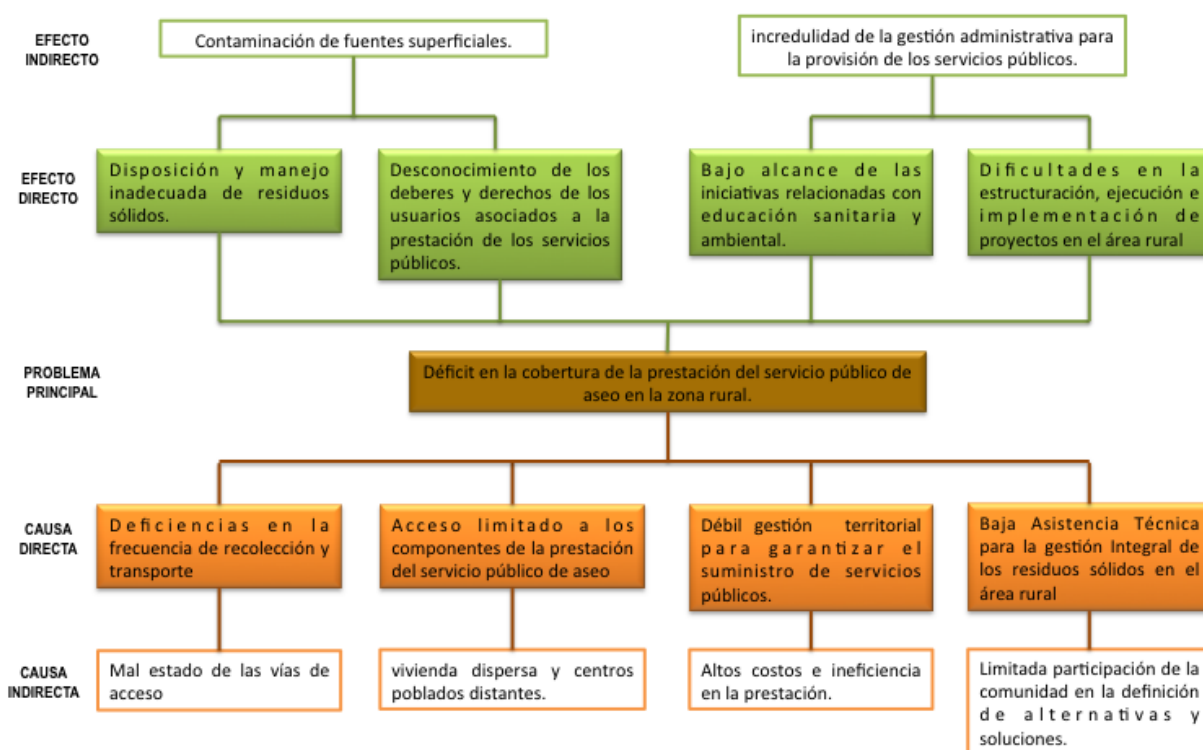 EFECTO
INDIRECTO
Contaminación de fuentes superficiales.
incredulidad de la gestión administrativa para
la provisión de los servicios públicos.
EFECTO
DIRECTO
Disposición y manejo
inadecuada de residuos
sólidos.
Desconocimiento de los
deberes y derechos de los
usuarios asociados a la
prestación de los servicios
públicos.
Bajo alcance de las
iniciativas relacionadas con
educación sanitaria y
ambiental.
Dificultades en la
estructuración, ejecución e
implementación de
proyectos en el área rural
PROBLEMA
PRINCIPAL
Déficit en la cobertura de la prestación del servicio público de
aseo en la zona rural.
CAUSA
DIRECTA
Deficiencias en la
frecuencia de recolección y
transporte
Acceso limitado a los
componentes de la prestación
del servicio público de aseo
Débil gestión territorial
para garantizar el
suministro de servicios
públicos.
Baja Asistencia Técnica
para la gestión Integral de
los residuos sólidos en el
área rural
CAUSA
INDIRECTA
Mal estado de las vías de
acceso
vivienda dispersa y centros
poblados distantes.
Altos costos e ineficiencia
en la prestación.
Limitada participación de la
comunidad en la definición
de alternativas y
soluciones.